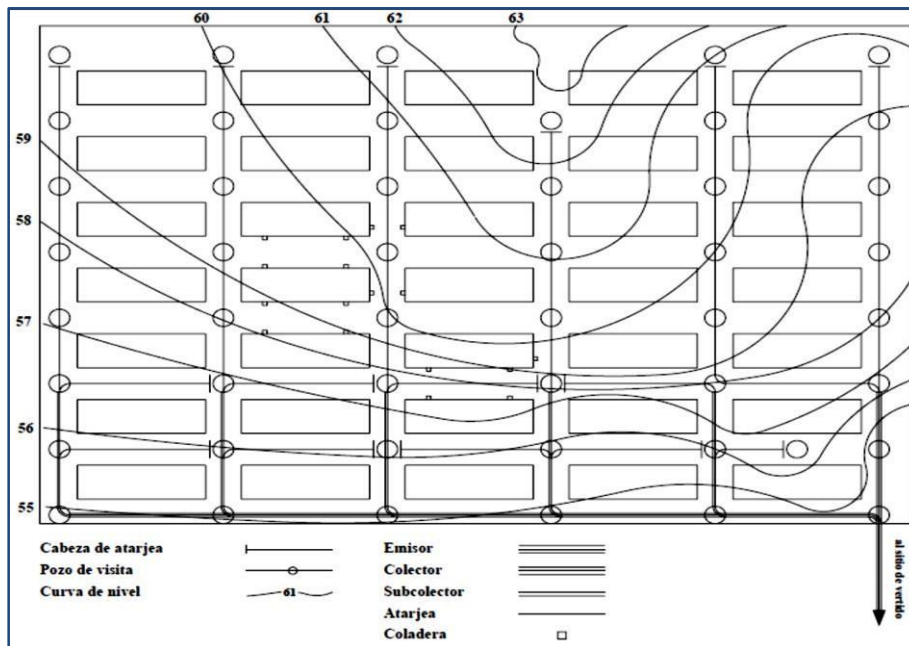 60 61 62 63
59
58
57
56
55
Cabeza de atarjea
Pozo de visita
Curva de nivel
61
Emisor
Colector
Subcolector
Atarjea
Coladera
al sitio de vertido